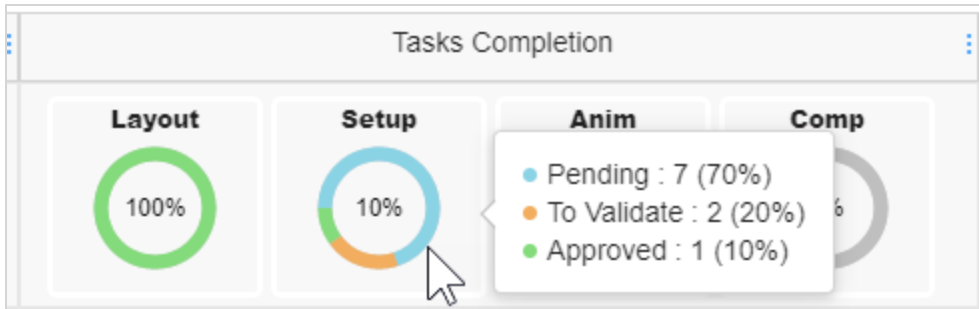 Tasks Completion
Layout
Setup
Anim
Comp
100%
10%
Pending : 7 (70%)
To Validate : 2 (20%)
Approved : 1 (10%)